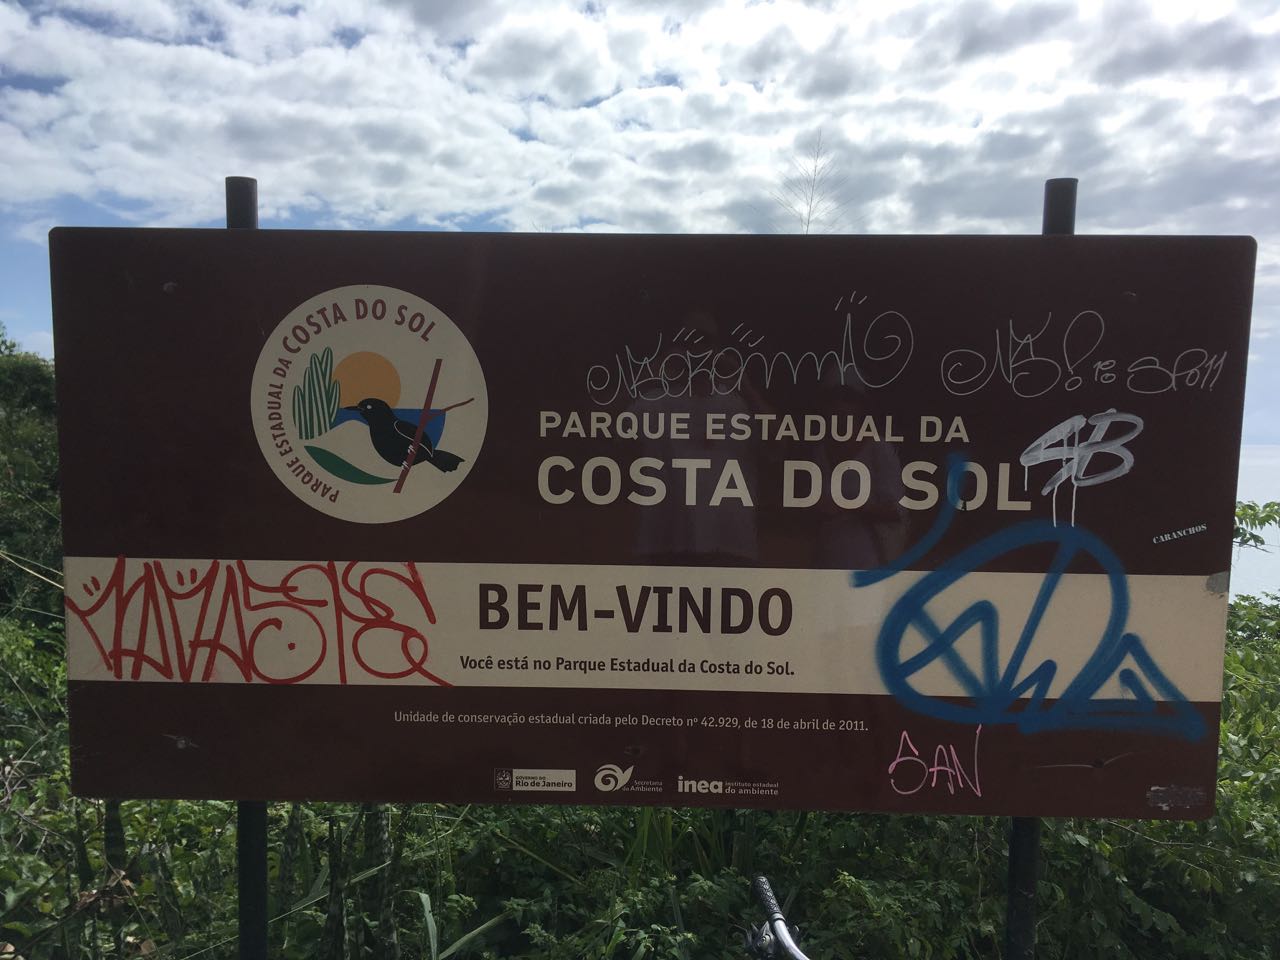 PARQUE ESTADUAL DA COSTA DO SOL
PARQUE ESTADUAL DA
COSTA DO SOL
CARANCHOS
BEM-VINDO
Você está no Parque Estadual da Costa do Sol.
Unidade de conservação estadual criada pelo Decreto nº 42.929, de 18 de abril de 2011.
SAN
GOVERNO DO
Rio de Janeiro
Secretaria
do Ambiente
inea instituto estadual
do ambiente